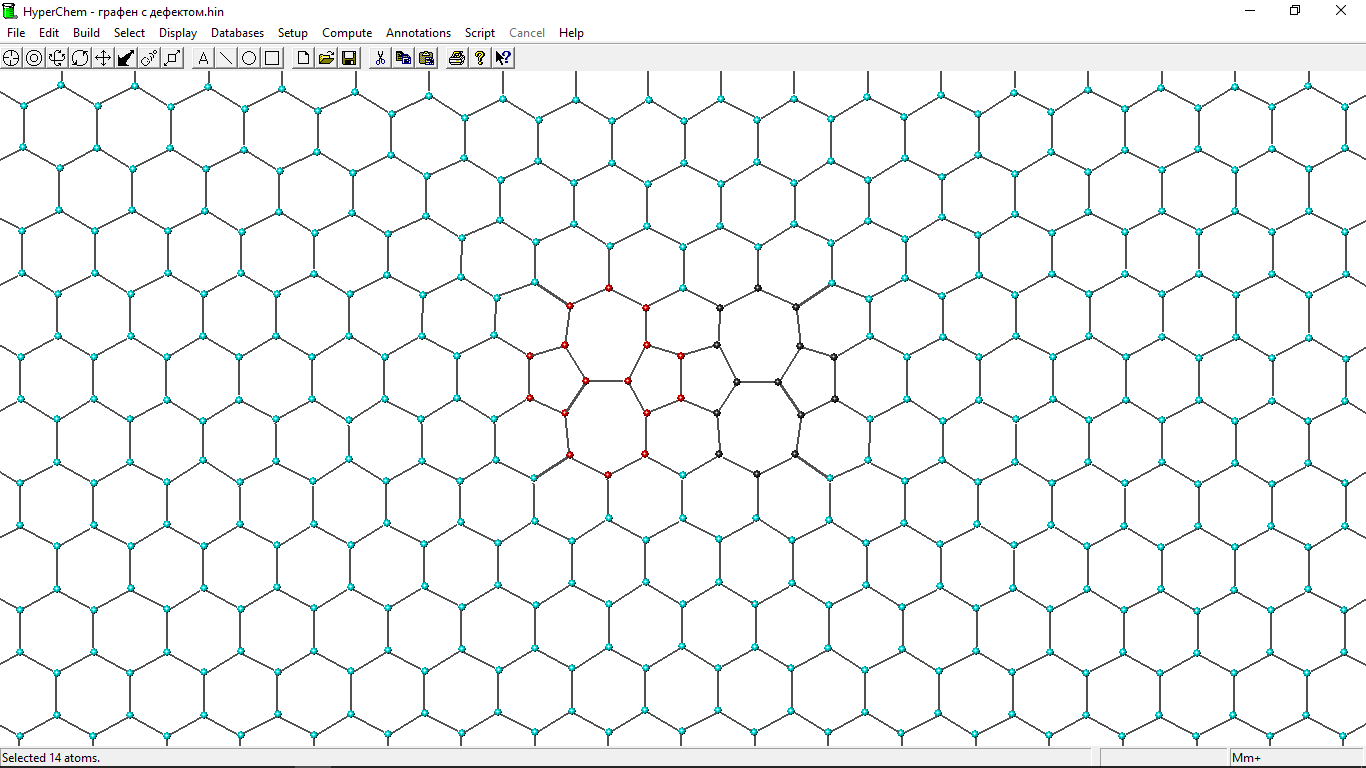 HyperChem - графен с дефектом.hin
File Edit Build Select Display Databases Setup Compute Annotations Script Cancel Help
A ? ?
Selected 14 atoms.
Mm+